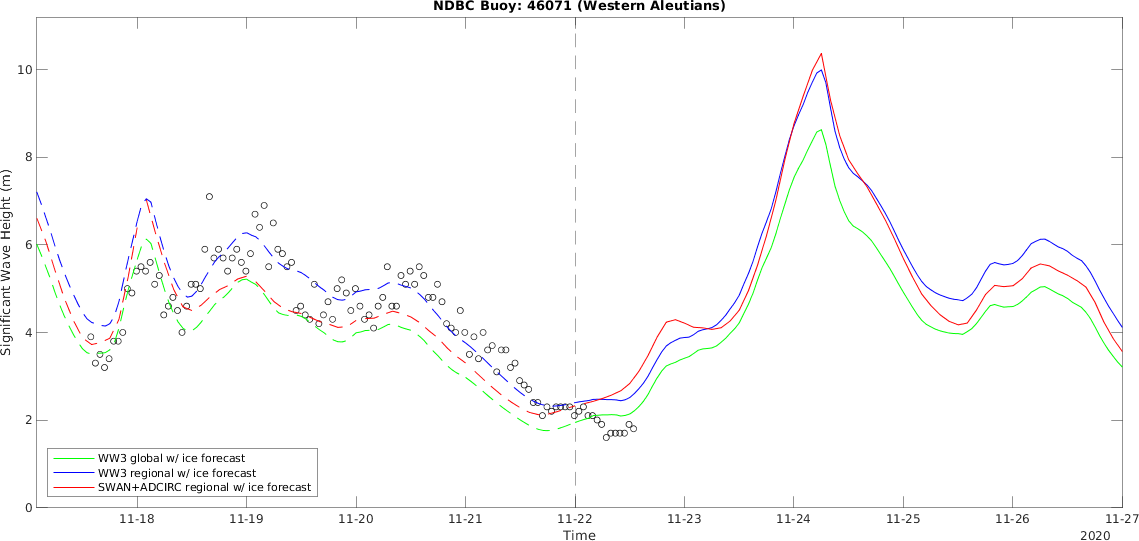 NDBC Buoy: 46071 (Western Aleutians)
Significant Wave Height (m)
10
8
6
4
2
0
WW3 global w/ ice forecast
WW3 regional w/ ice forecast
SWAN+ADCIRC regional w/ ice forecast
11-18 11-19 11-20 11-21 11-22 11-23 11-24 11-25 11-26 11-27
Time
2020